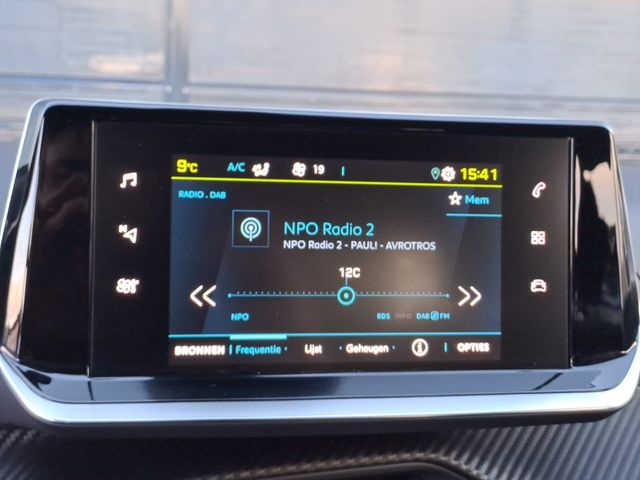 9°C A/C 19 15:41
RADIO . DAB
Mem
NPO Radio 2
NPO Radio 2 - PAUL! - AVROTROS
N
12C
NPO RDS INFO DAB FM
BRONNEN Frequentie Lijst Geheugen i OPTIES